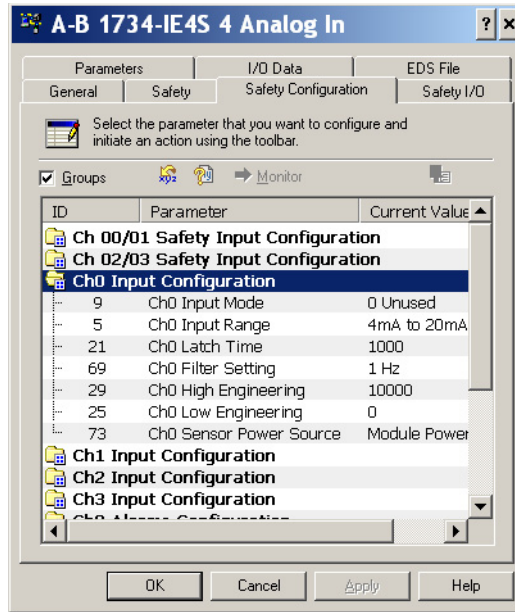 A-B 1734-IE4S 4 Analog In
Parameters I/O Data EDS File
General Safety Safety Configuration Safety I/O
Select the parameter that you want to configure and
initiate an action using the toolbar.
Groups xyz Monitor
ID Parameter Current Value
Ch 00/01 Safety Input Configuration
Ch 02/03 Safety Input Configuration
Ch0 Input Configuration
9 Ch0 Input Mode 0 Unused
5 Ch0 Input Range 4mA to 20mA
21 Ch0 Latch Time 1000
69 Ch0 Filter Setting 1 Hz
29 Ch0 High Engineering 10000
25 Ch0 Low Engineering 0
73 Ch0 Sensor Power Source Module Power
Ch1 Input Configuration
Ch2 Input Configuration
Ch3 Input Configuration
OK Cancel Apply Help